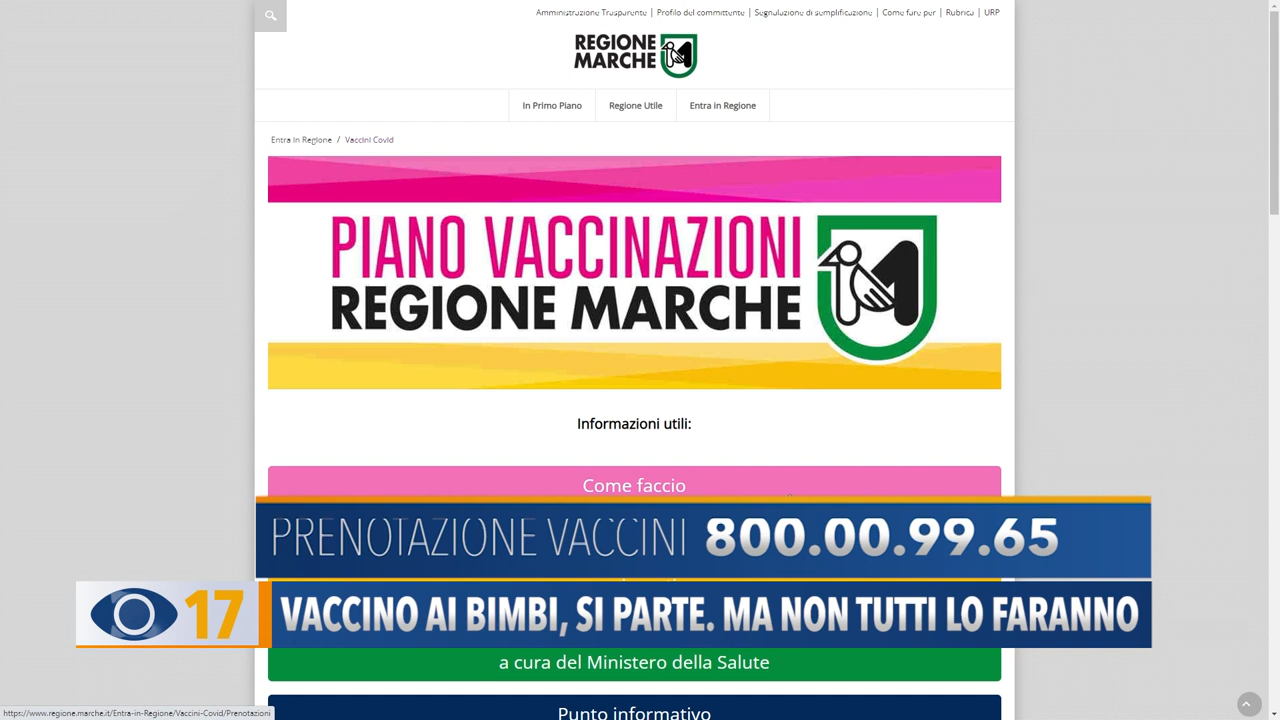 Amministrazione Trasparente | Profilo del committente | Segnalazione di semplificazione | Come fare per | Rubrica | URP
REGIONE
MARCHE
In Primo Piano
Regione Utile
Entra in Regione
Entra in Regione / Vaccini Covid
PIANO VACCINAZIONI
REGIONE MARCHE
Informazioni utili:
Come faccio
PRENOTAZIONE VACCINI 800.00.99.65
17
VACCINO AI BIMBI, SI PARTE. MA NON TUTTI LO FARANNO
a cura del Ministero della Salute
Punto informativo
https://www.regione.marche.it/Entra-in-Regione/Vaccini-Covid/Prenotazioni